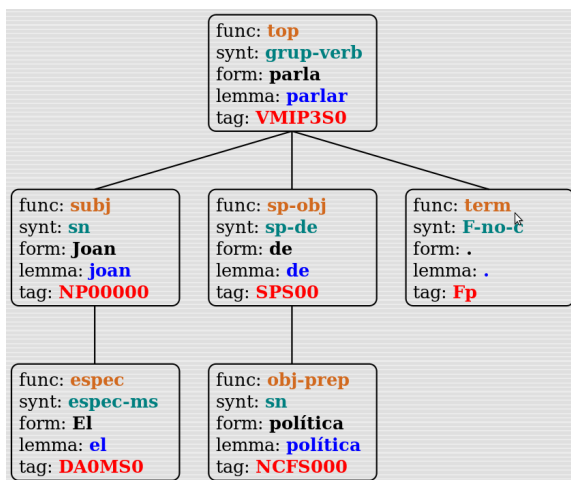 func: top
synt: grup-verb
form: parla
lemma: parlar
tag: VMIP3S0
func: subj
synt: sn
form: Joan
lemma: joan
tag: NP00000
func: sp-obj
synt: sp-de
form: de
lemma: de
tag: SPS00
func: term
synt: F-no-c
form: .
lemma: .
tag: Fp
func: espec
synt: espec-ms
form: El
lemma: el
tag: DA0MS0
func: obj-prep
synt: sn
form: política
lemma: política
tag: NCFS000